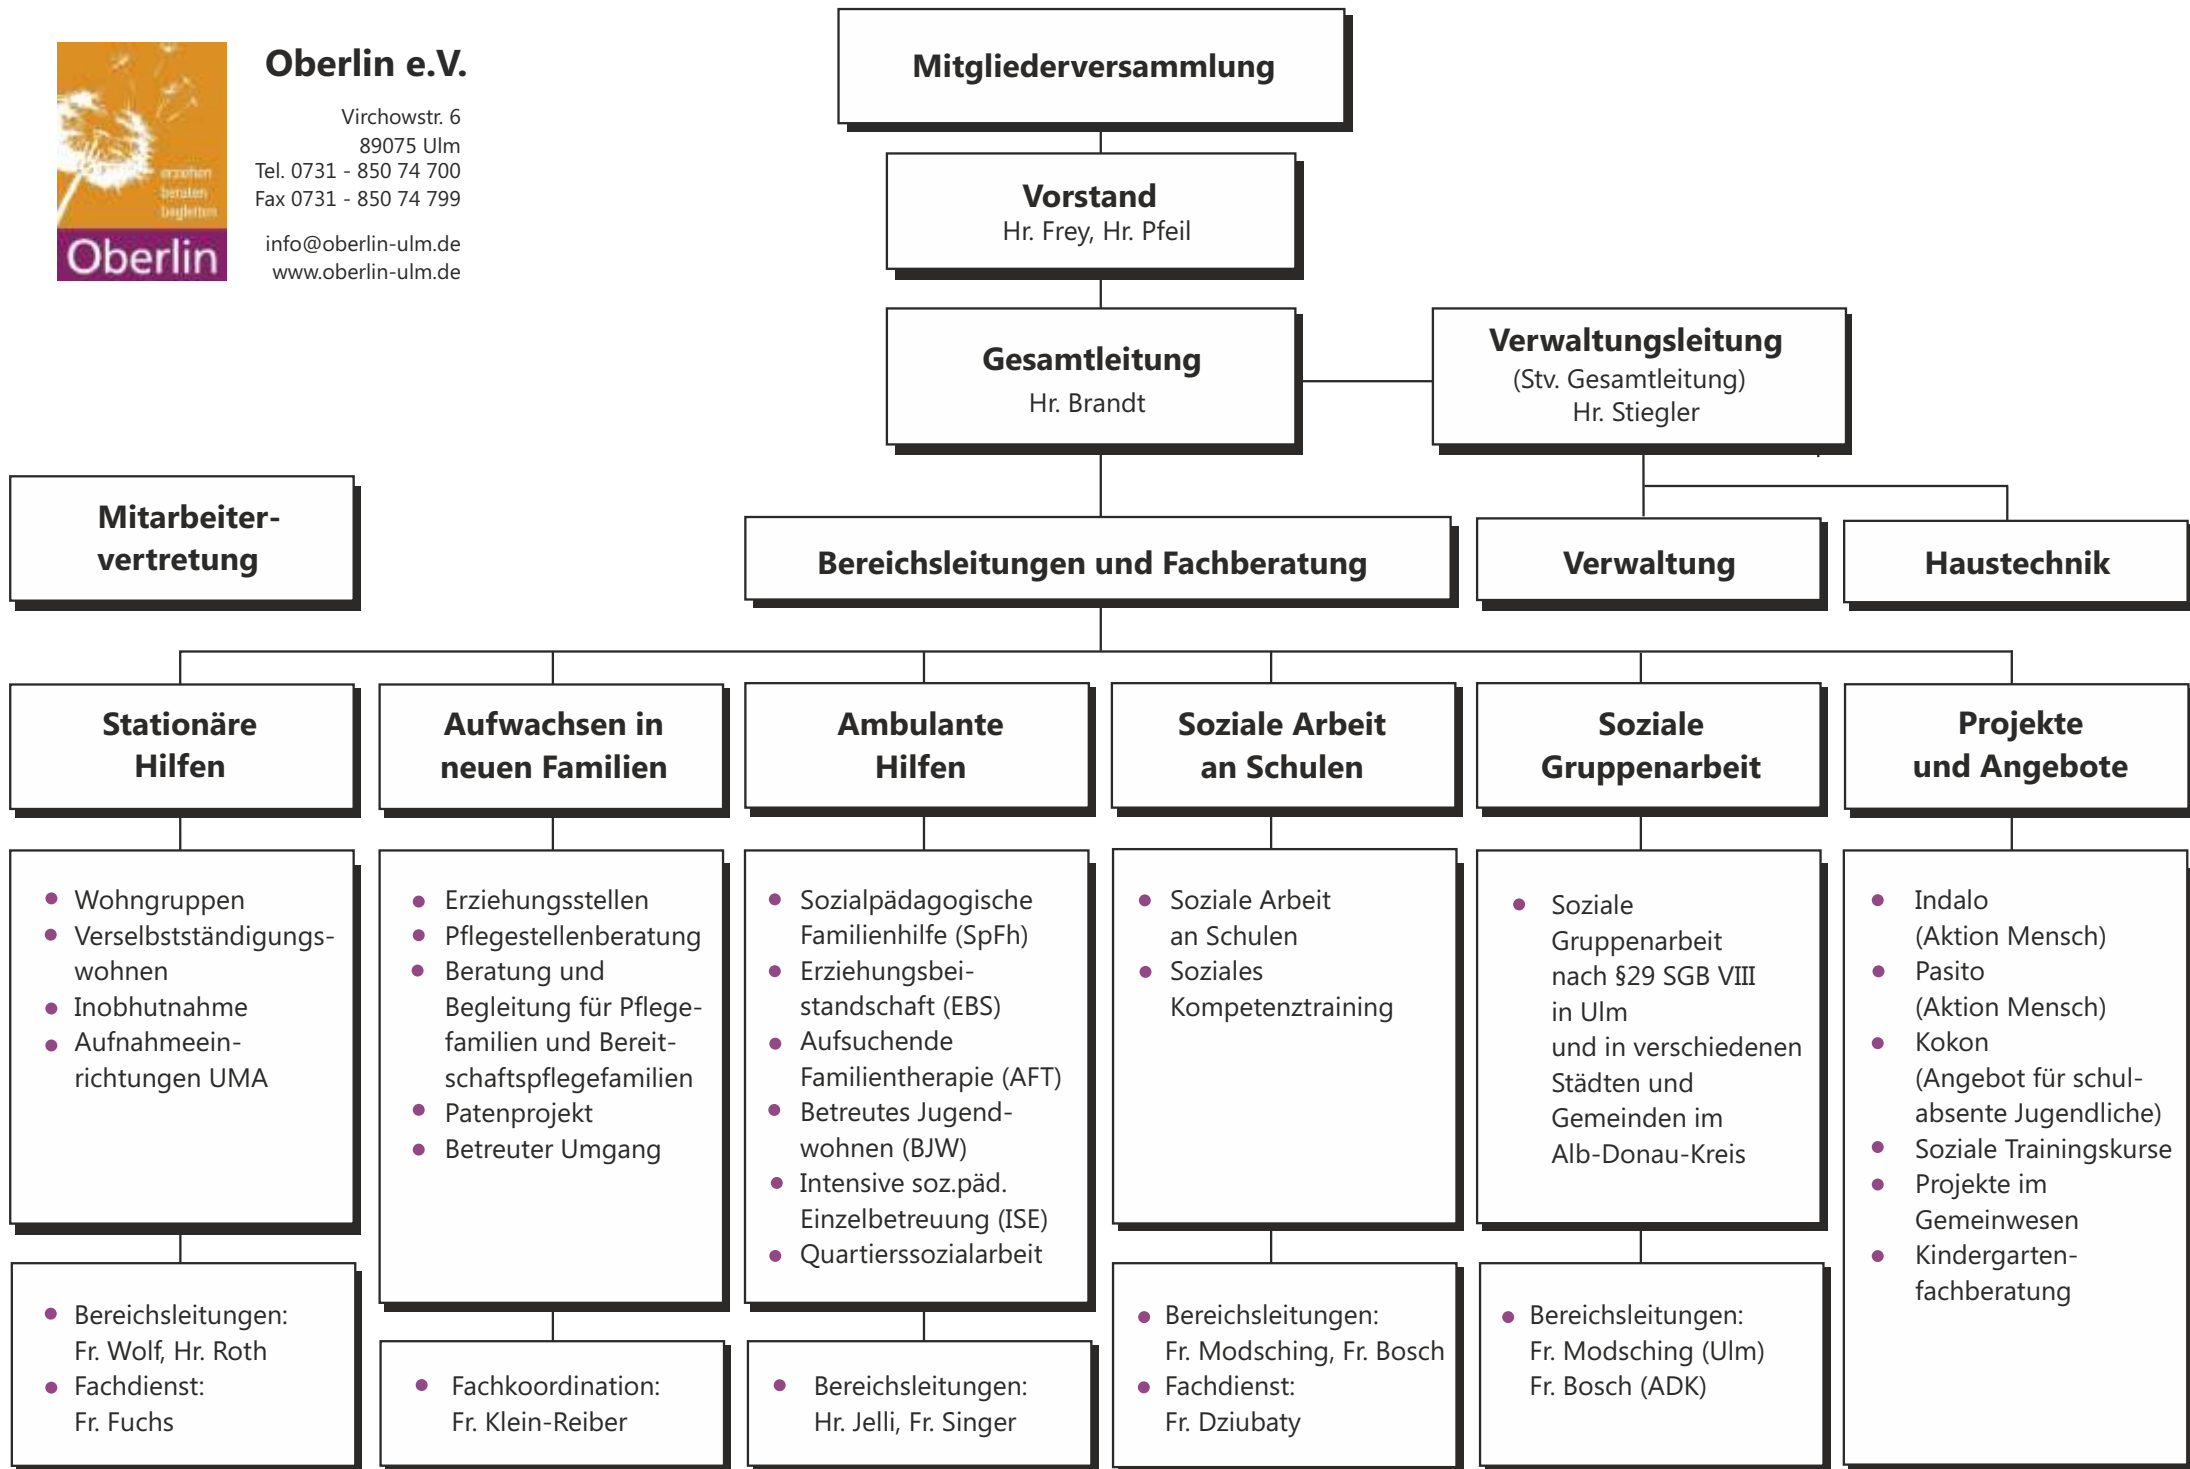 Oberlin e.V.
Virchowstr. 6
89075 Ulm
Tel. 0731 - 850 74 700
Fax 0731 - 850 74 799
info@oberlin-ulm.de
www.oberlin-ulm.de
erziehen
beraten
begleiten
Oberlin
Mitgliederversammlung
Vorstand
Hr. Frey, Hr. Pfeil
Gesamtleitung
Hr. Brandt
Verwaltungsleitung
(Stv. Gesamtleitung)
Hr. Stiegler
Mitarbeiter-
vertretung
Bereichsleitungen und Fachberatung
Verwaltung
Haustechnik
Stationäre
Hilfen
Aufwachsen in
neuen Familien
Ambulante
Hilfen
Soziale Arbeit
an Schulen
Soziale
Gruppenarbeit
Projekte
und Angebote
• Wohngruppen
• Verselbstständigungs-
wohnen
• Inobhutnahme
• Aufnahmeein-
richtungen UMA
• Erziehungsstellen
• Pflegestellenberatung
• Beratung und
Begleitung für Pflege-
familien und Bereit-
schaftspflegefamilien
• Patenprojekt
• Betreuter Umgang
• Sozialpädagogische
Familienhilfe (SpFh)
• Erziehungsbei-
standschaft (EBS)
• Aufsuchende
Familientherapie (AFT)
• Betreutes Jugend-
wohnen (BJW)
• Intensive soz.päd.
Einzelbetreuung (ISE)
• Quartierssozialarbeit
• Soziale Arbeit
an Schulen
• Soziales
Kompetenztraining
• Soziale
Gruppenarbeit
nach §29 SGB VIII
in Ulm
und in verschiedenen
Städten und
Gemeinden im
Alb-Donau-Kreis
• Indalo
(Aktion Mensch)
• Pasito
(Aktion Mensch)
• Kokon
(Angebot für schul-
absente Jugendliche)
• Soziale Trainingskurse
• Projekte im
Gemeinwesen
• Kindergarten-
fachberatung
• Bereichsleitungen:
Fr. Wolf, Hr. Roth
• Fachdienst:
Fr. Fuchs
• Fachkoordination:
Fr. Klein-Reiber
• Bereichsleitungen:
Hr. Jelli, Fr. Singer
• Bereichsleitungen:
Fr. Modsching, Fr. Bosch
• Fachdienst:
Fr. Dziubaty
• Bereichsleitungen:
Fr. Modsching (Ulm)
Fr. Bosch (ADK)